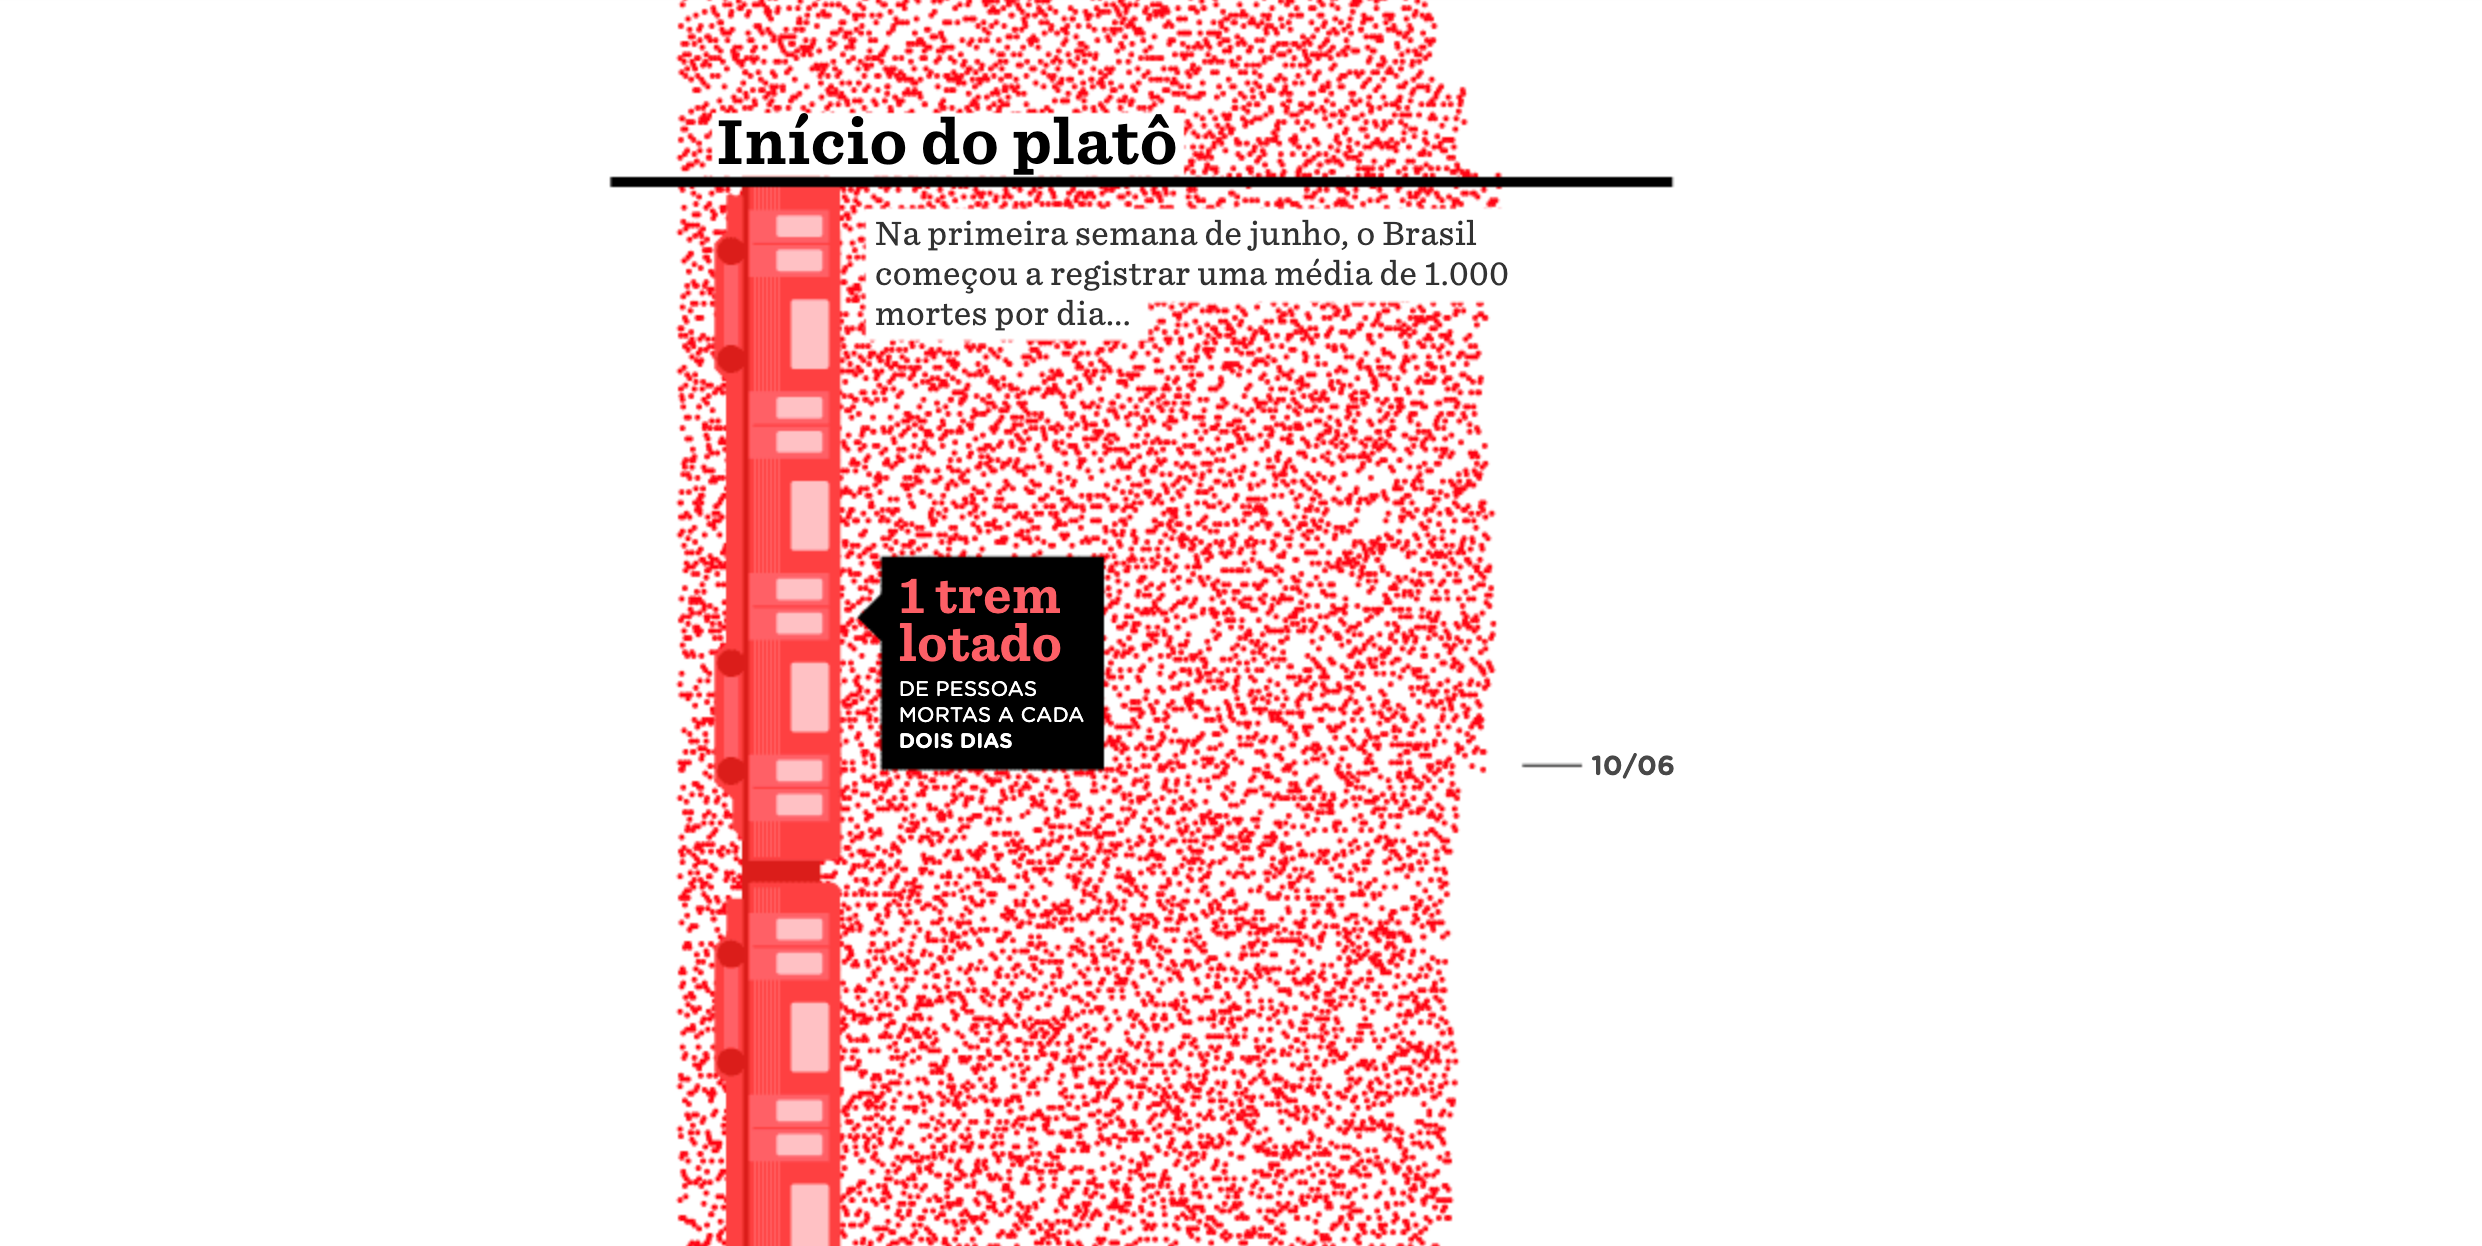 Início do platô
Na primeira semana de junho, o Brasil
começou a registrar uma média de 1.000
mortes por dia...
1 trem
lotado
DE PESSOAS
MORTAS A CADA
DOIS DIAS
10/06